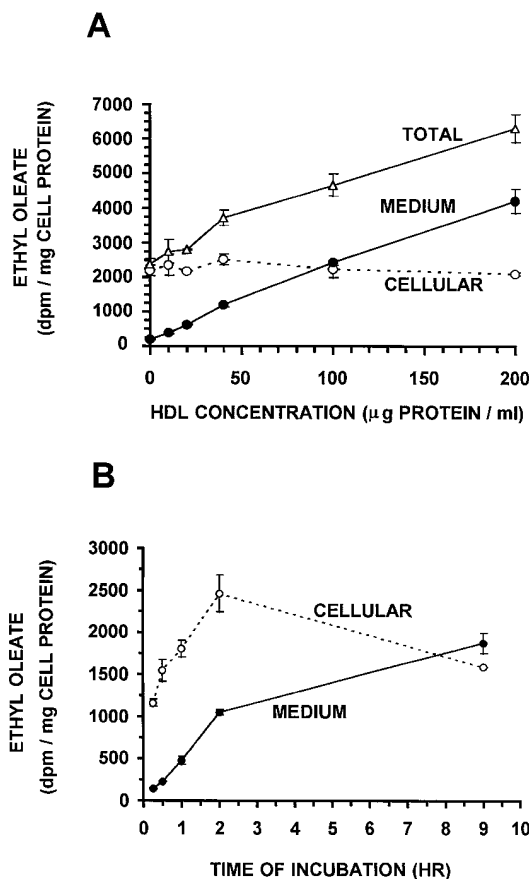 A
ETHYL OLEATE
(dpm / mg CELL PROTEIN)
7000
6000
5000
4000
3000
2000
1000
0
TOTAL
MEDIUM
CELLULAR
0 50 100 150 200
HDL CONCENTRATION (µg PROTEIN / ml)
B
ETHYL OLEATE
(dpm / mg CELL PROTEIN)
3000
2500
2000
1500
1000
500
0
CELLULAR
MEDIUM
0 1 2 3 4 5 6 7 8 9 10
TIME OF INCUBATION (HR)